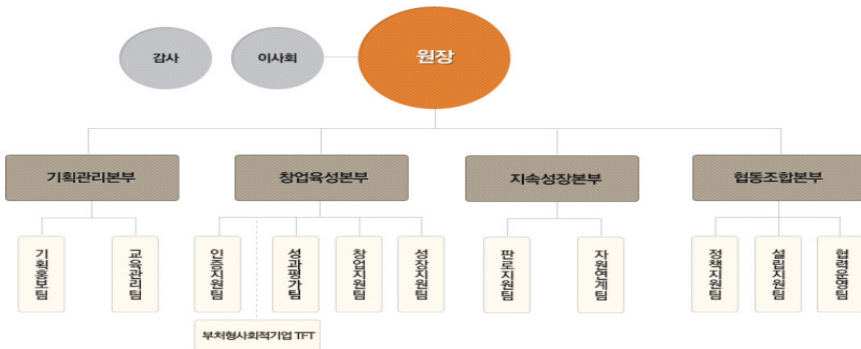 감사
이사회
원장
기획관리본부
창업육성본부
지속성장본부
협동조합본부
기획홍보팀
교육관리팀
인증지원팀
성과평가팀
창업지원팀
성장지원팀
판로지원팀
자원연계팀
정책지원팀
설립지원팀
협력운영팀
부처형사회적기업 TFT